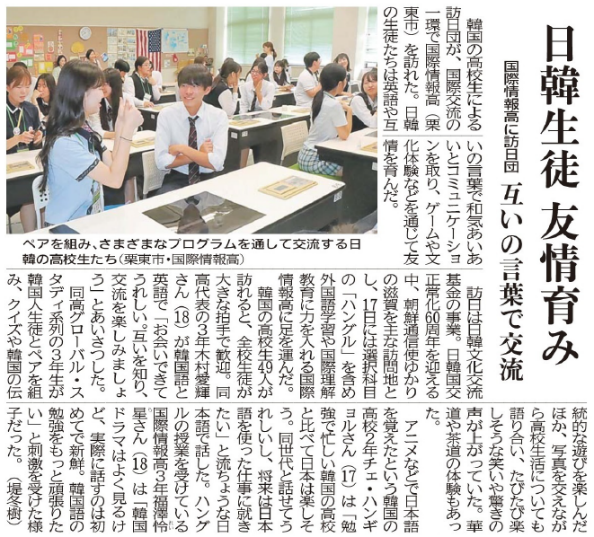 日韓生徒 友情育み
国際情報高に訪日団
互いの言葉で交流
韓国の高校生による
訪日団が、国際交流の
一環で国際情報高（栗
東市）を訪れた。日韓
の生徒たちは英語や互
いの言葉で和気あいあ
いとコミュニケーショ
ンを取り、ゲームや文
化体験などを通じて友
情を育んだ。
ペアを組み、さまざまなプログラムを通して交流する日
韓の高校生たち（栗東市・国際情報高）
訪日は日韓文化交流
基金の事業。日韓国交
正常化60周年を迎える
中、朝鮮通信使ゆかり
の滋賀を主な訪問地と
し、17日には選択科目
の「ハングル」を含め
外国語学習や国際理解
教育に力を入れる国際
情報高に足を運んだ。
韓国の高校生49人が
訪れると、全校生徒が
大きな拍手で歓迎。同
高代表の3年木村愛輝
さん（18）が韓国語と
英語で「お会いできて
うれしい。互いを知り、
交流を楽しみましょ
う」とあいさつした。
同高グローバル・ス
タディ系列の3年生が
韓国人生徒とペアを組
み、クイズや韓国の伝
統的な遊びを楽しんだ
ほか、写真を交えなが
ら高校生活についても
語り合い、たびたび楽
しそうな笑いや驚きの
声が上がっていた。華
道や茶道の体験もあっ
た。
アニメなどで日本語
を覚えたという韓国の
高校2年チェ・ハンギ
ョルさん（17）は「勉
強で忙しい韓国の高校
と比べて日本は楽しそ
う。同世代と話せてう
れしいし、将来は日本
語を使った仕事に就き
たい」と流ちょうな日
本語で話した。ハング
ルの授業を受けている
国際情報高3年福澤怜
星さん（18）は「韓国
ドラマはよく見るけ
ど、実際に話すのは初
めてで新鮮。韓国語の
勉強をもっと頑張りた
い」と刺激を受けた様
子だった。（堤冬樹）